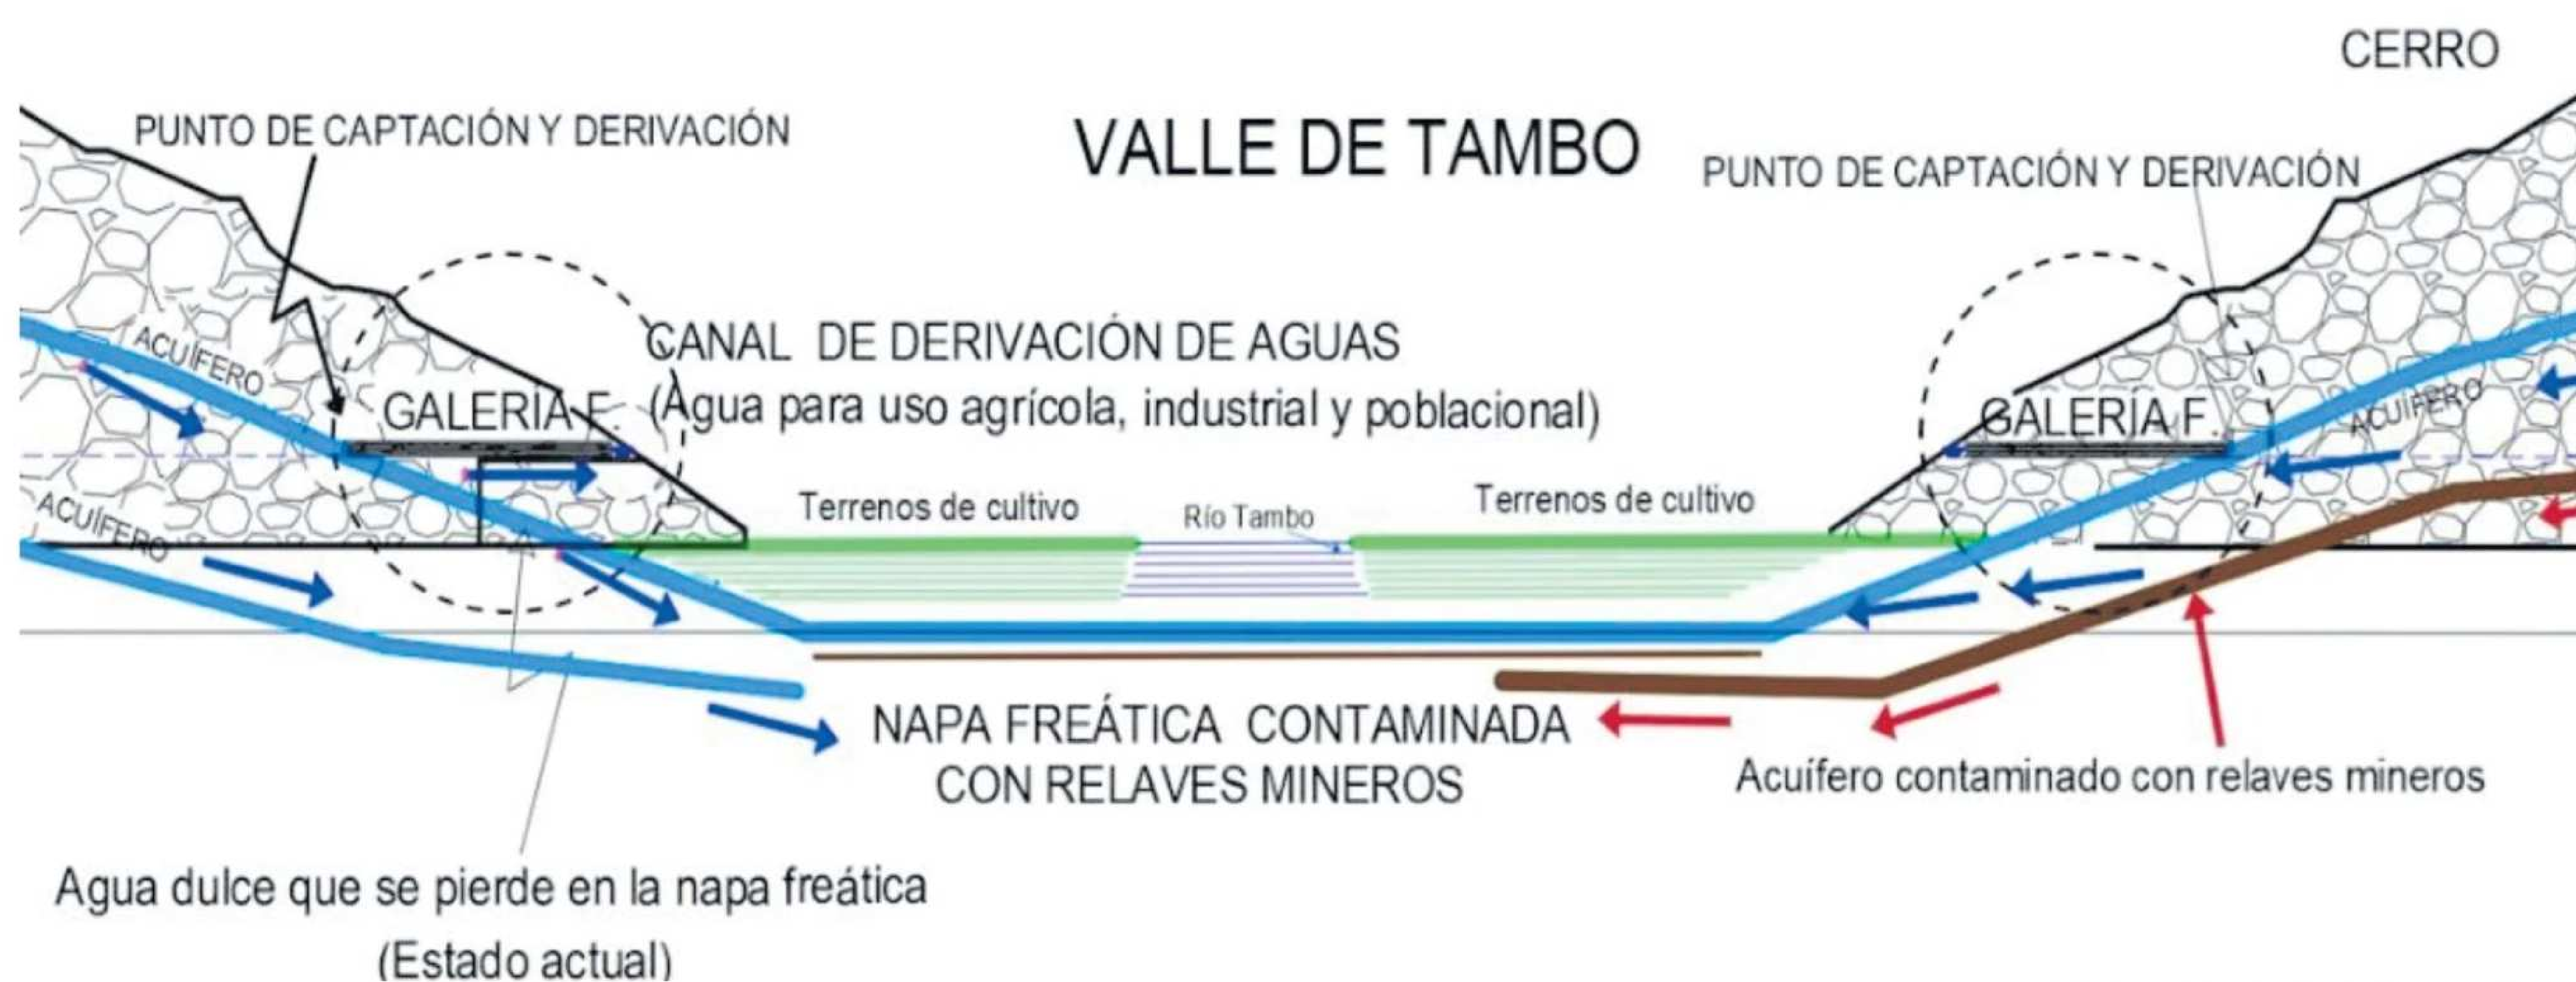 CERRO
PUNTO DE CAPTACIÓN Y DERIVACIÓN
VALLE DE TAMBO
PUNTO DE CAPTACIÓN Y DERIVACIÓN
ACUÍFERO
CANAL DE DERIVACIÓN DE AGUAS
GALERÍA F.
(Agua para uso agrícola, industrial y poblacional)
GALERÍA F.
ACUÍFERO
ACUÍFERO
Terrenos de cultivo
Río Tambo
Terrenos de cultivo
NAPA FREÁTICA CONTAMINADA
CON RELAVES MINEROS
Acuífero contaminado con relaves mineros
Agua dulce que se pierde en la napa freática
(Estado actual)